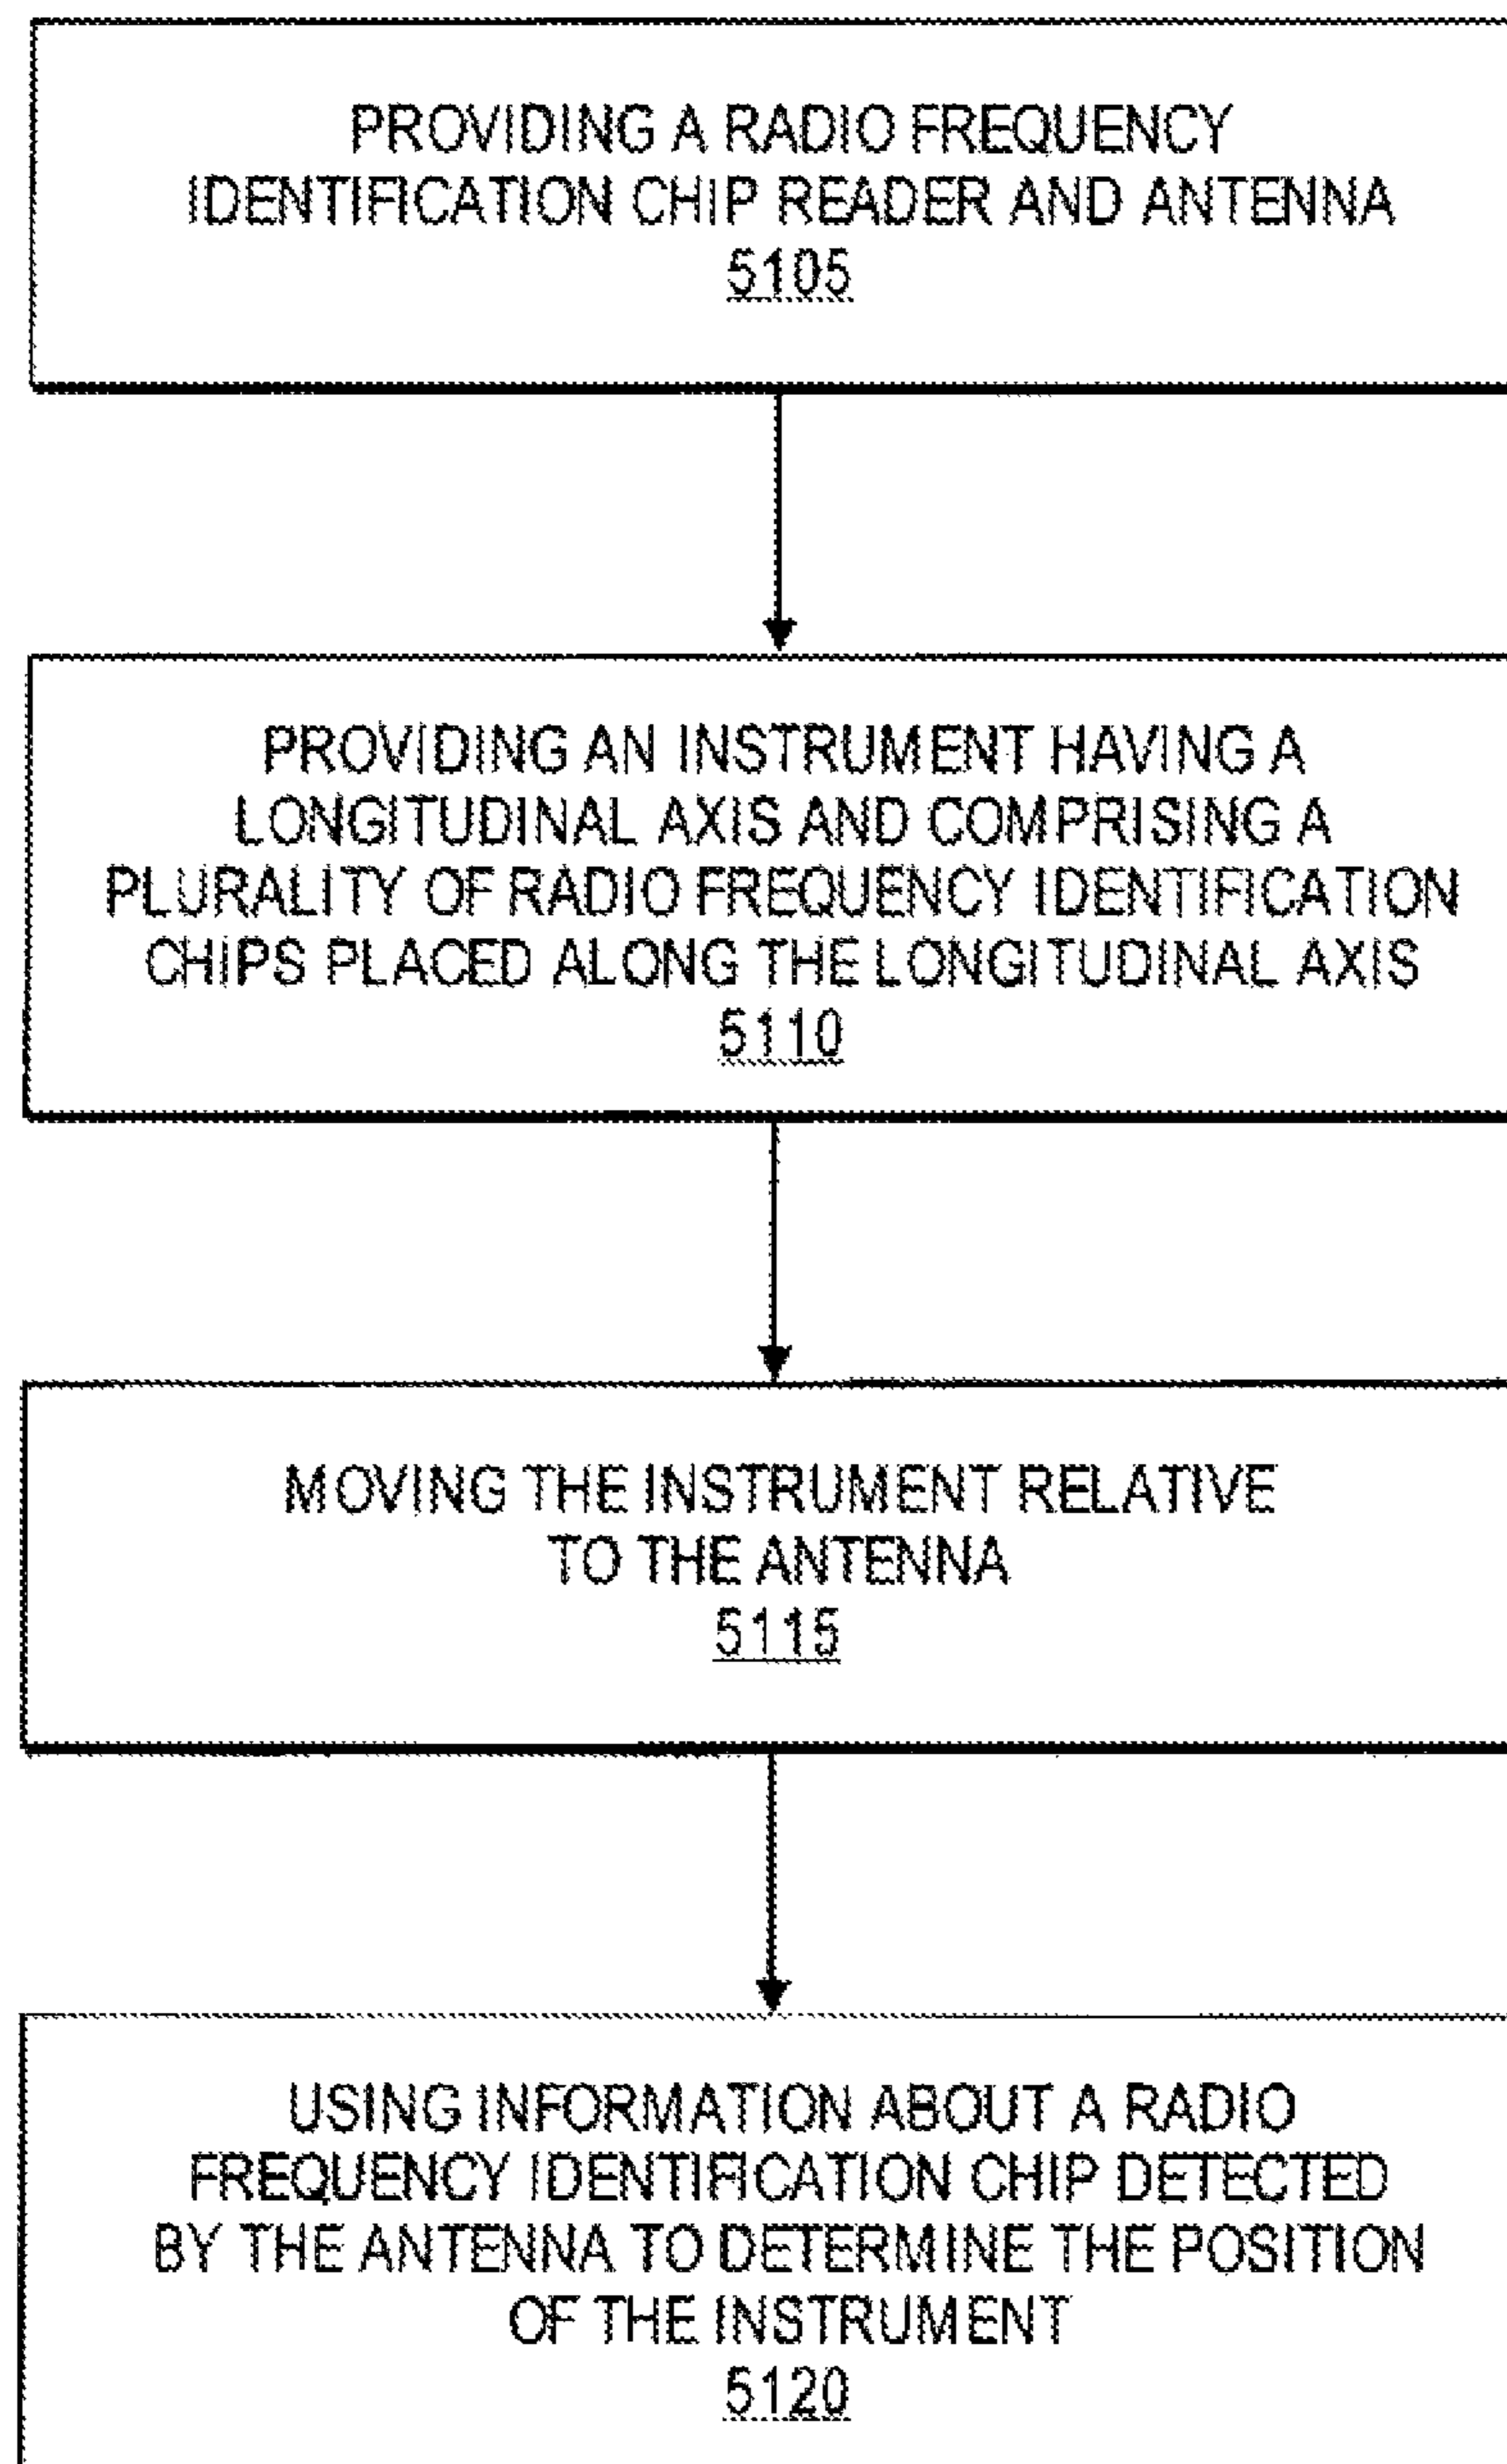 PROVIDING A RADIO FREQUENCY
IDENTIFICATION CHIP READER AND ANTENNA
5105
PROVIDING AN INSTRUMENT HAVING A
LONGITUDINAL AXIS AND COMPRISING A
PLURALITY OF RADIO FREQUENCY IDENTIFICATION
CHIPS PLACED ALONG THE LONGITUDINAL AXIS
5110
MOVING THE INSTRUMENT RELATIVE
TO THE ANTENNA
5115
USING INFORMATION ABOUT A RADIO
FREQUENCY IDENTIFICATION CHIP DETECTED
BY THE ANTENNA TO DETERMINE THE POSITION
OF THE INSTRUMENT
5120